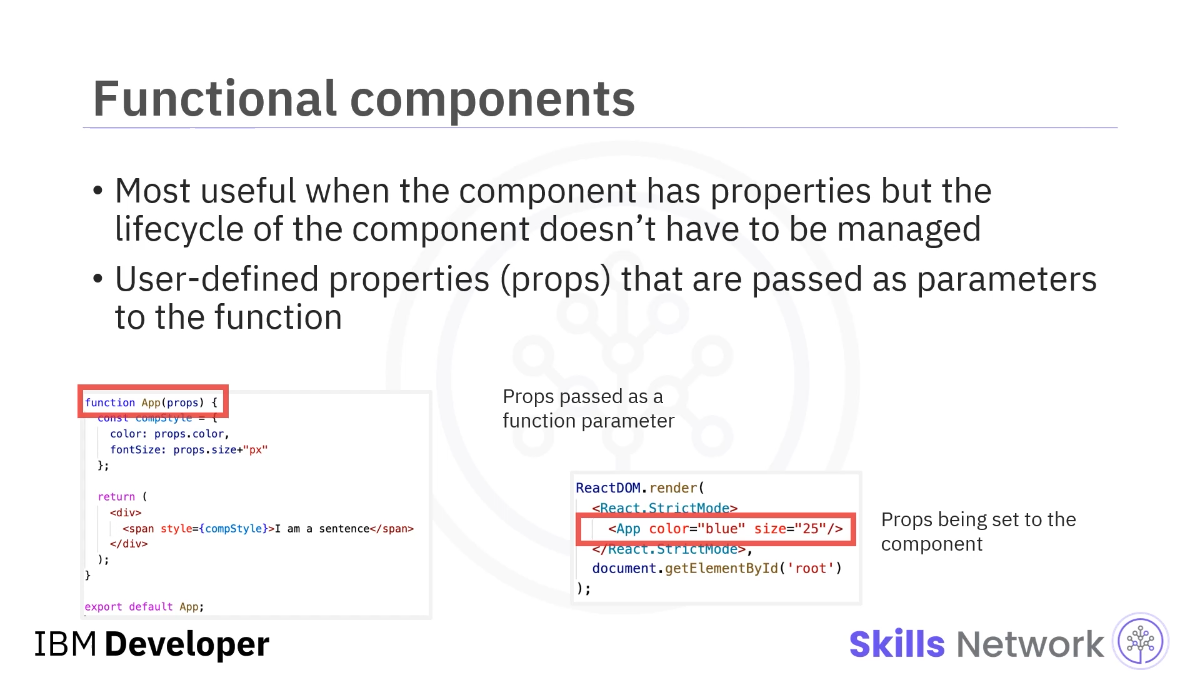 Functional components
• Most useful when the component has properties but the
lifecycle of the component doesn’t have to be managed
• User-defined properties (props) that are passed as parameters
to the function
function App(props) {
const compStyle = {
color: props.color,
fontSize: props.size+"px"
};
return (
<div>
<span style={compStyle}>I am a sentence</span>
</div>
);
}
export default App;
Props passed as a
function parameter
ReactDOM.render(
<React.StrictMode>
<App color="blue" size="25"/>
</React.StrictMode>,
document.getElementById('root')
);
Props being set to the
component
IBM Developer
Skills Network